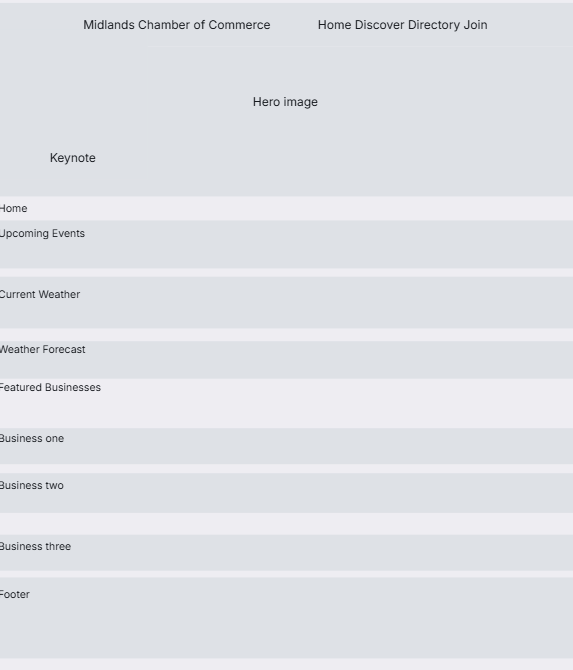 Midlands Chamber of Commerce
Home Discover Directory Join
Hero image
Keynote
Home
Upcoming Events
Current Weather
Weather Forecast
Featured Businesses
Business one
Business two
Business three
Footer